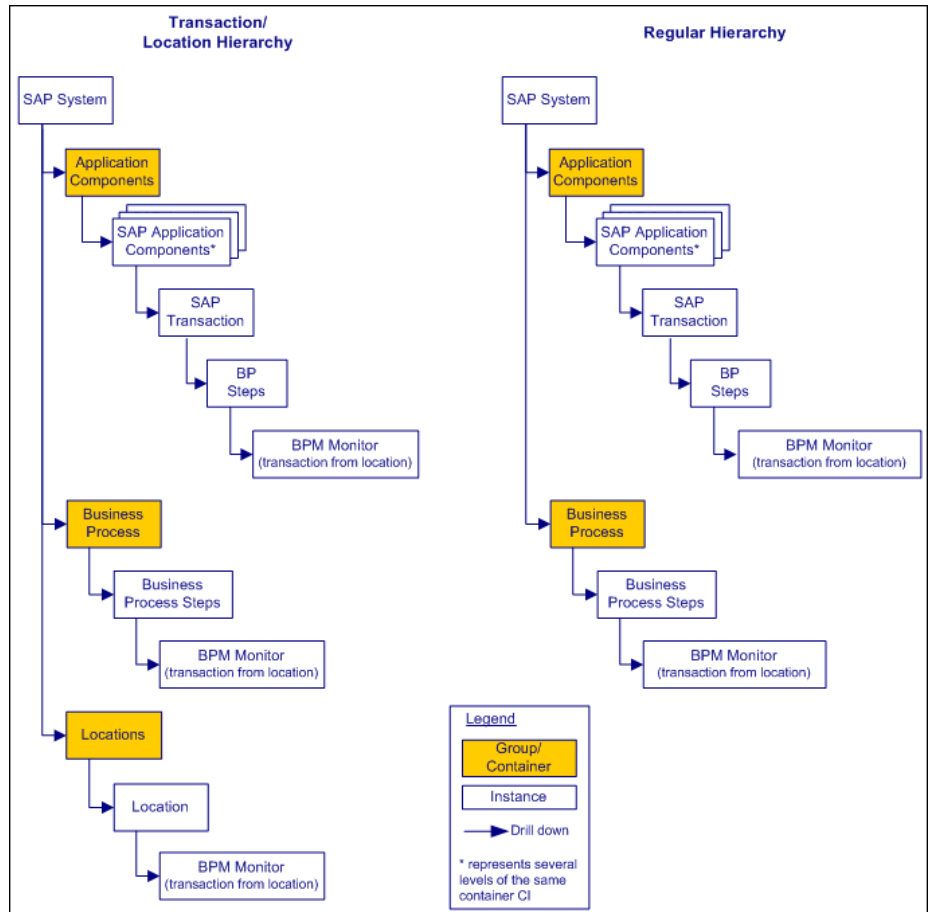 Transaction/
Location Hierarchy
SAP System
Application
Components
SAP Application
Components*
SAP
Transaction
BP
Steps
BPM Monitor
(transaction from location)
Business
Process
Business
Process Steps
BPM Monitor
(transaction from location)
Locations
Location
BPM Monitor
(transaction from location)
Regular Hierarchy
SAP System
Application
Components
SAP Application
Components*
SAP
Transaction
BP
Steps
BPM Monitor
(transaction from location)
Business
Process
Business
Process Steps
BPM Monitor
(transaction from location)
Legend
Group/
Container
Instance
Drill down
* represents several
levels of the same
container CI